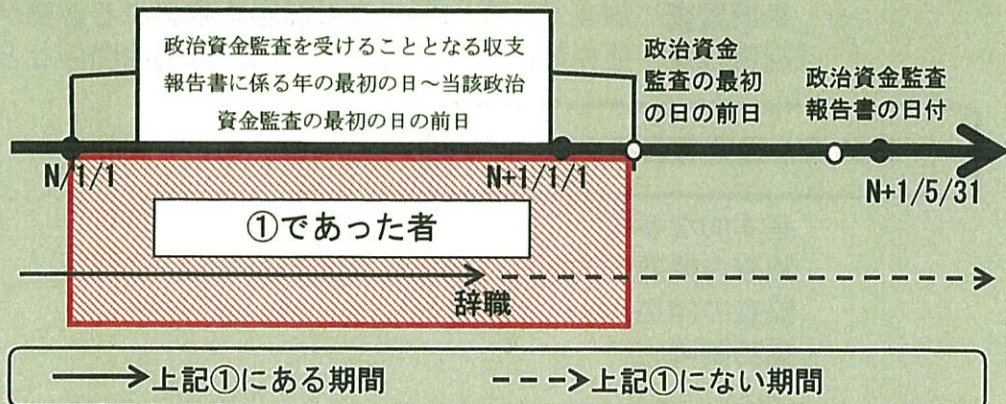 政治資金監査を受けることとなる収支
報告書に係る年の最初の日～当該政治
資金監査の最初の日の前日
政治資金
監査の最初
の日の前日
政治資金監査
報告書の日付
N/1/1
N+1/1/1
N+1/5/31
①であった者
辞職
上記①にある期間
上記①にない期間